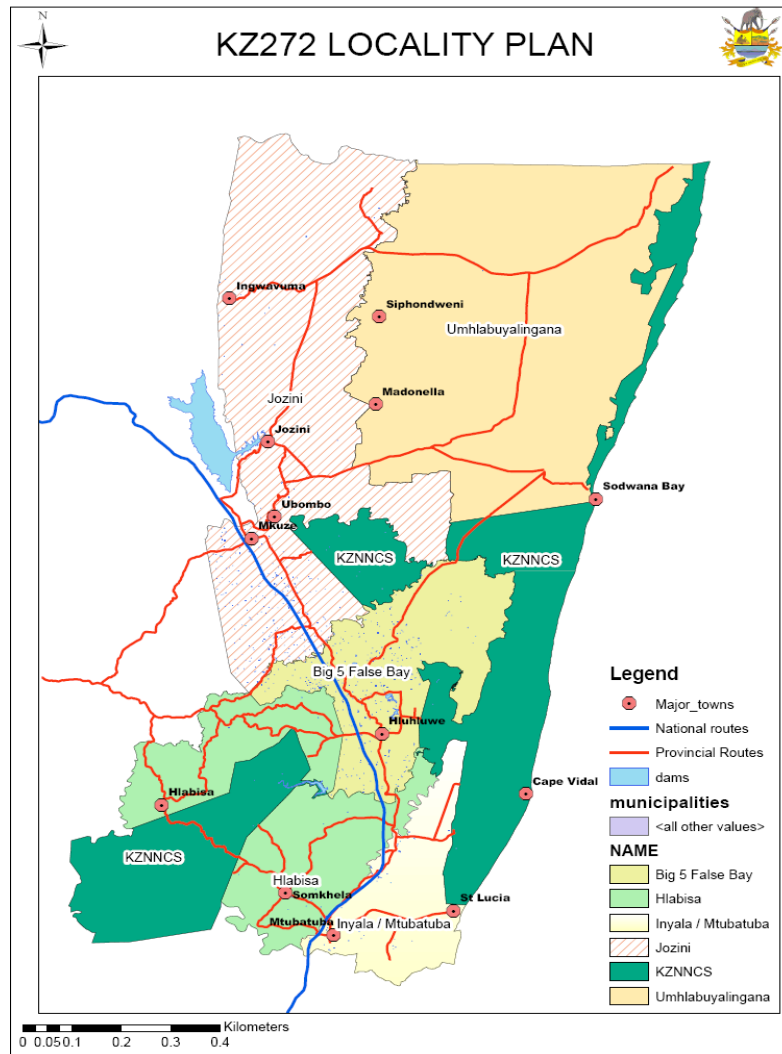 N
KZ272 LOCALITY PLAN
Ingwavuma
Siphondweni
Umhlabuyalingana
Jozini
Madonella
Jozini
Sodwana Bay
Ubombo
Mkuze
KZNNCS
KZNNCS
Big 5 False Bay
Hluhluwe
Cape Vidal
Hlabisa
KZNNCS
Hlabisa
Somkhela
St Lucia
Mtubatuba
Inyala / Mtubatuba
Legend
Major_towns
National routes
Provincial Routes
dams
municipalities
<all other values>
NAME
Big 5 False Bay
Hlabisa
Inyala / Mtubatuba
Jozini
KZNNCS
Umhlabuyalingana
Kilometers
0 0.05 0.1 0.2 0.3 0.4